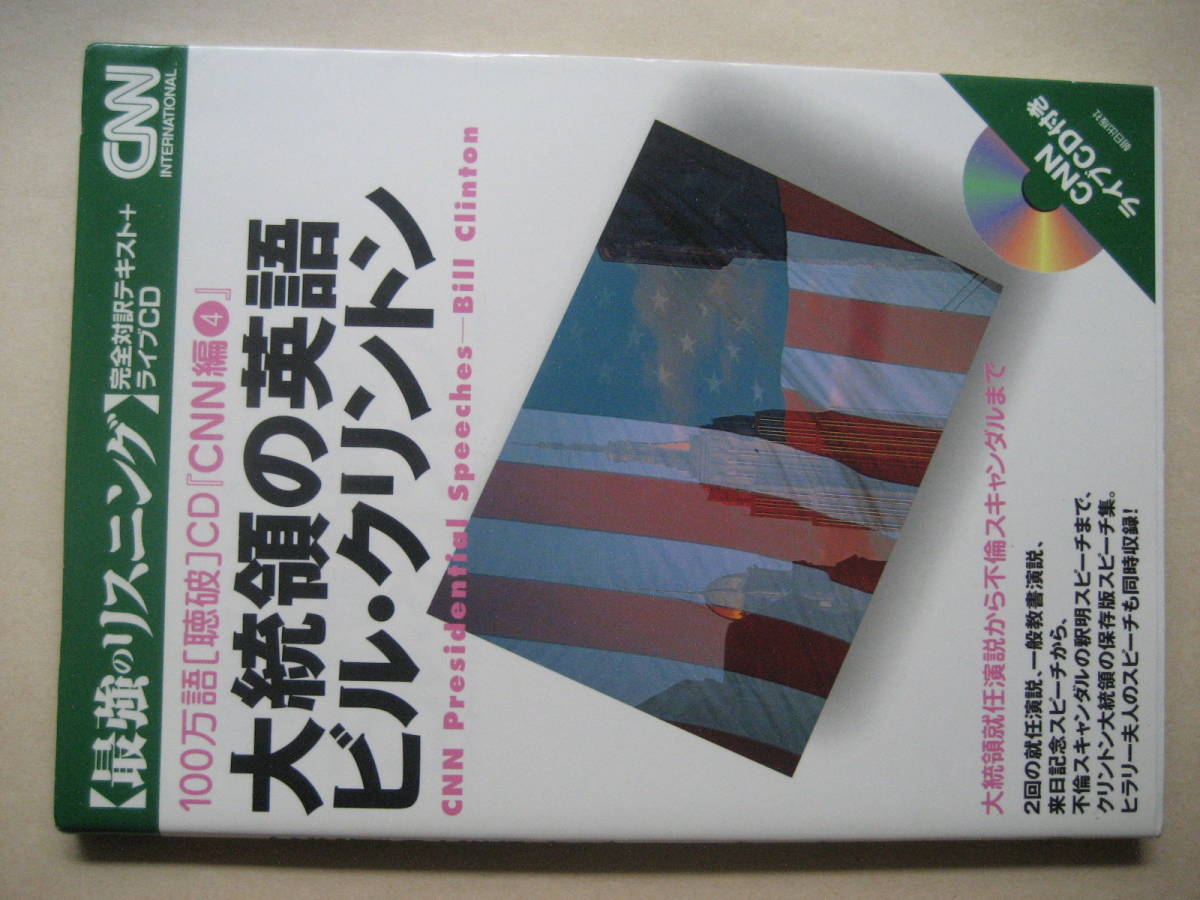 【最強のリスニング】完全対訳テキスト+
ライブCD
CNN
INTERNATIONAL
100万語[聴破]CD『CNN編❹』
大統領の英語
ビル・クリントン
CNN Presidential Speeches—Bill Clinton
CNN
ライブCD付き
朝日出版社
大統領就任演説から不倫スキャンダルまで
2回の就任演説、一般教書演説、
来日記念スピーチから、
不倫スキャンダルの釈明スピーチまで、
クリントン大統領の保存版スピーチ集。
ヒラリー夫人のスピーチも同時収録!